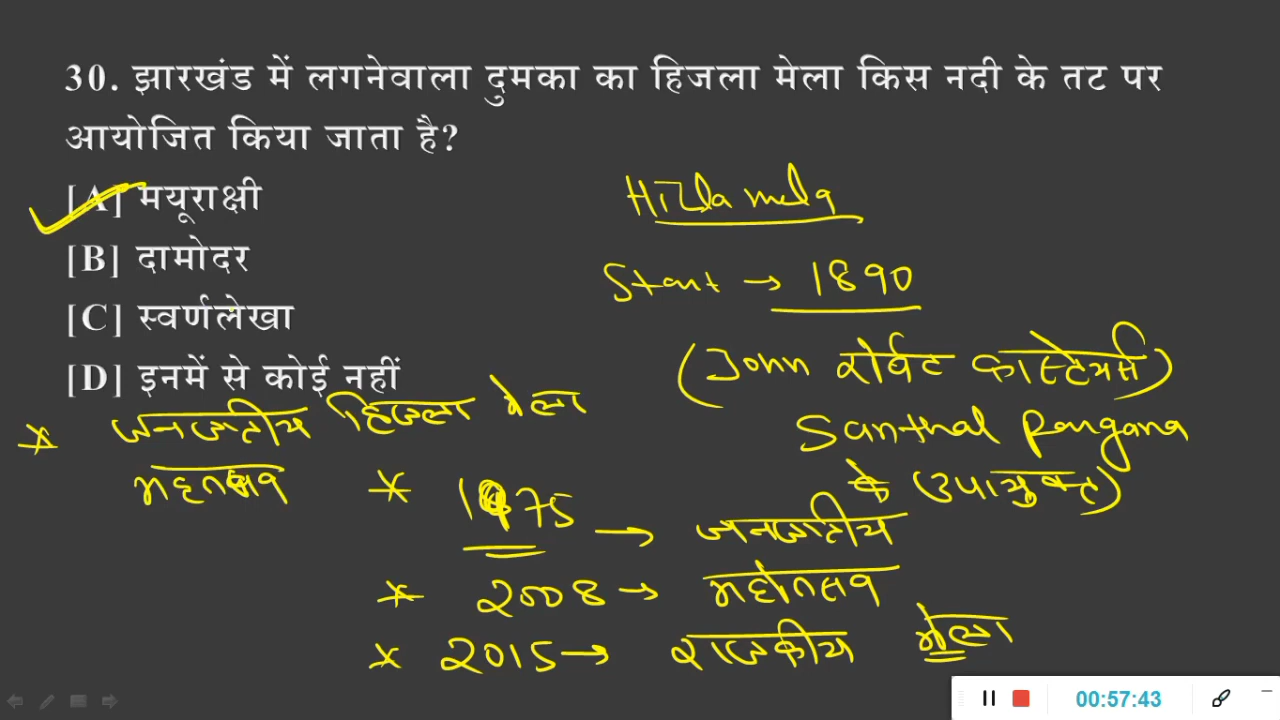 30. झारखंड में लगनेवाला दुमका का हिजला मेला किस नदी के तट पर
आयोजित किया जाता है?
[A] मयूराक्षी
[B] दामोदर
[C] स्वर्णलेखा
[D] इनमें से कोई नहीं
Hizla mela
Start → 1890
(John रोर्बट कास्टेयर्स)
Santhal pargana
के (उपायुक्त)
* जनजातीय हिजला मेला
महोत्सव
* 1975 → जनजातीय
* 2008 → महोत्सव
* 2015 → राजकीय मेला
00:57:43